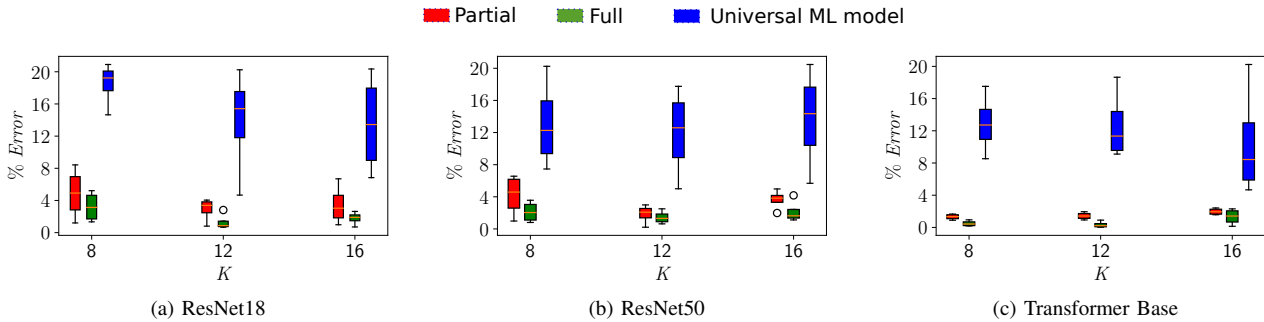 Partial Full Universal ML model
20
16
12
8
4
0
% Error
8 12 16
K
(a) ResNet18
20
16
12
8
4
0
% Error
8 12 16
K
(b) ResNet50
20
16
12
8
4
0
% Error
8 12 16
K
(c) Transformer Base